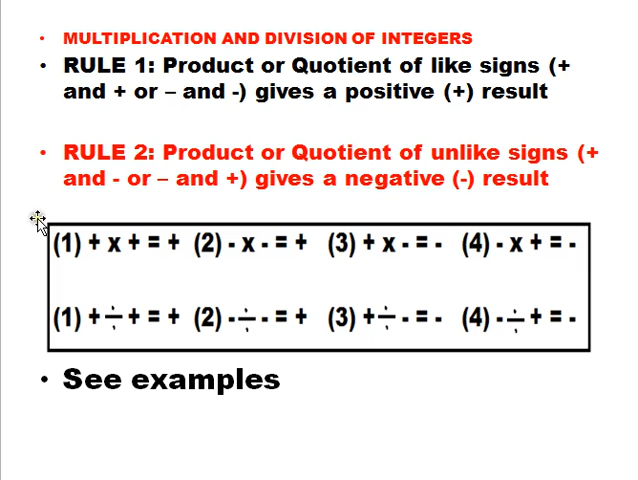 • MULTIPLICATION AND DIVISION OF INTEGERS
• RULE 1: Product or Quotient of like signs (+
and + or – and -) gives a positive (+) result
• RULE 2: Product or Quotient of unlike signs (+
and - or – and +) gives a negative (-) result
(1) + x + = + (2) - x - = + (3) + x - = - (4) - x + = -
(1) + ÷ + = + (2) - ÷ - = + (3) + ÷ - = - (4) - ÷ + = -
• See examples